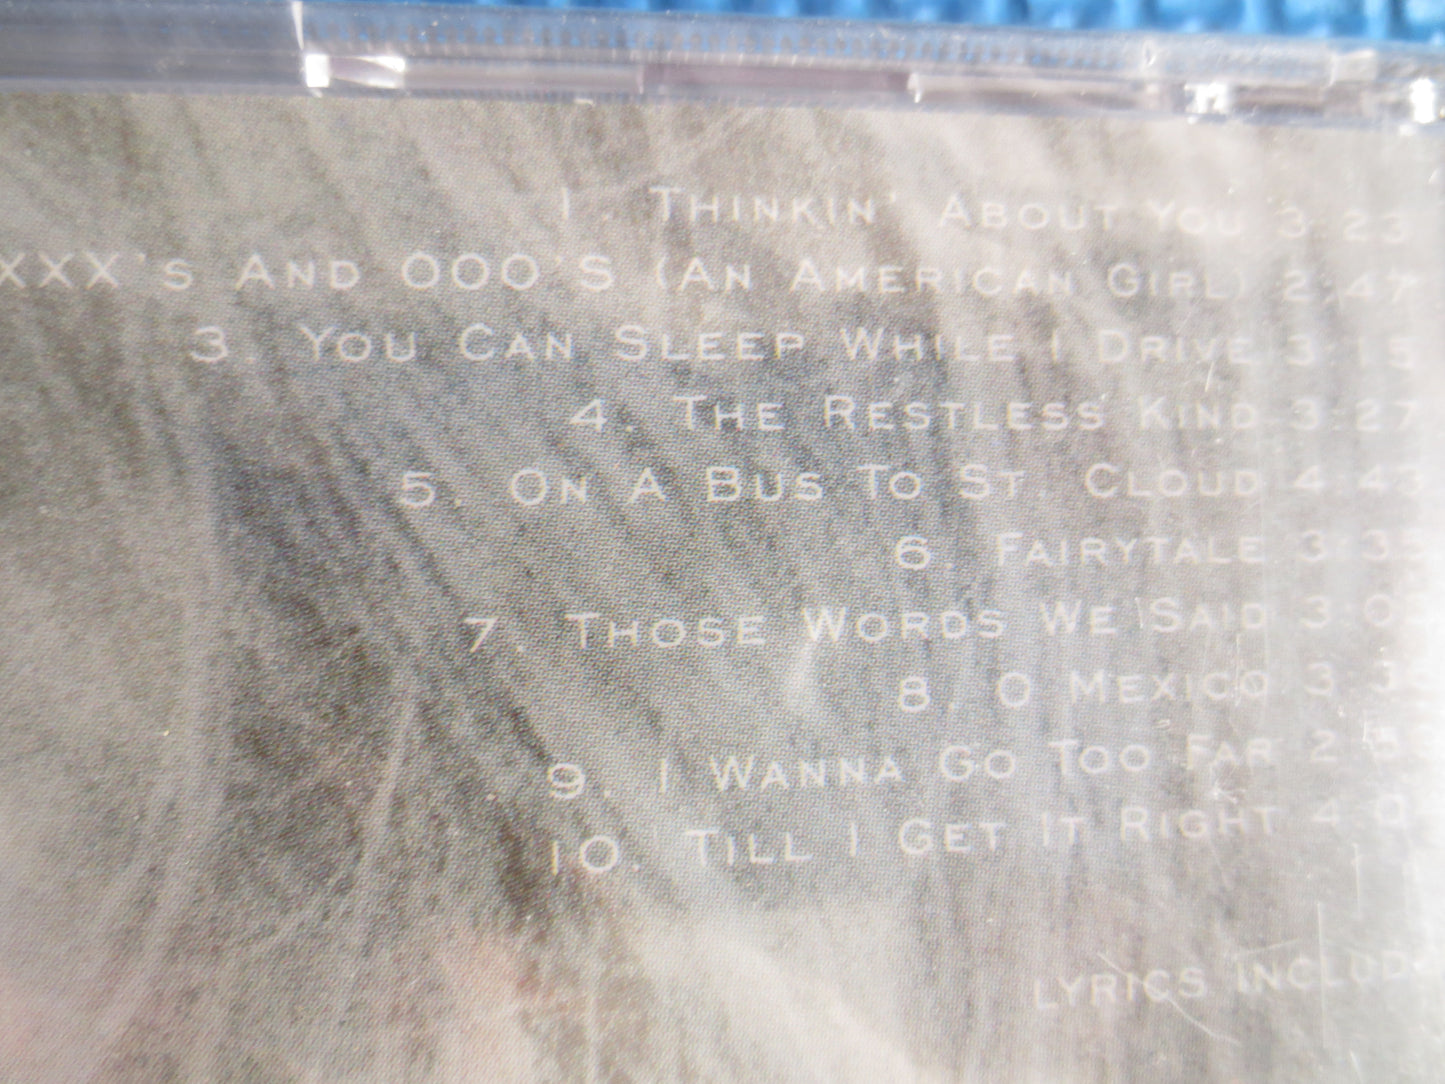 1. THINKIN' ABOUT YOU 3:23
XXX'S AND OOO'S (AN AMERICAN GIRL) 2:47
3. YOU CAN SLEEP WHILE I DRIVE 3:15
4. THE RESTLESS KIND 3:27
5. ON A BUS TO ST. CLOUD 4:43
6. FAIRYTALE
7. THOSE WORDS WE SAID
8. O MEXICO
9. I WANNA GO TOO FAR
10. TILL I GET IT RIGHT
LYRICS